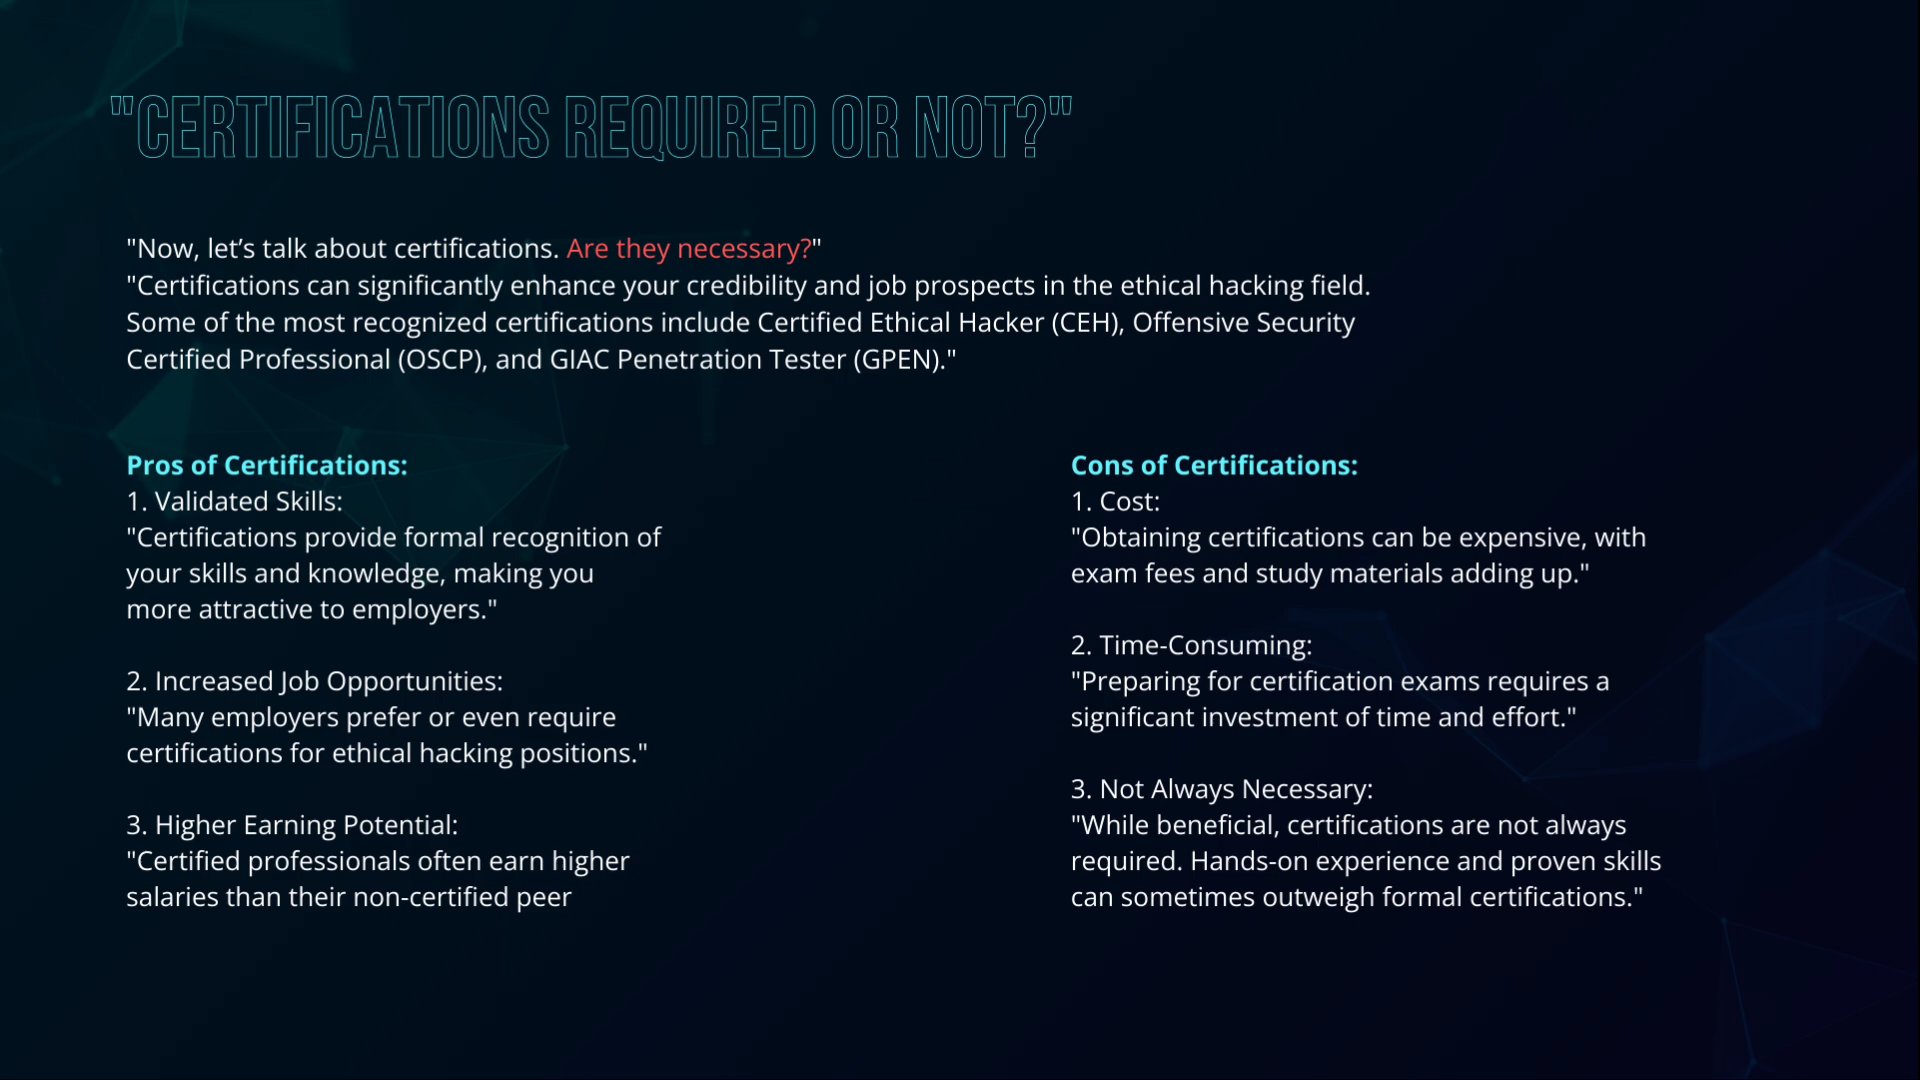 "CERTIFICATIONS REQUIRED OR NOT?"
"Now, let’s talk about certifications. Are they necessary?"
"Certifications can significantly enhance your credibility and job prospects in the ethical hacking field.
Some of the most recognized certifications include Certified Ethical Hacker (CEH), Offensive Security
Certified Professional (OSCP), and GIAC Penetration Tester (GPEN)."
Pros of Certifications:
1. Validated Skills:
"Certifications provide formal recognition of
your skills and knowledge, making you
more attractive to employers."
2. Increased Job Opportunities:
"Many employers prefer or even require
certifications for ethical hacking positions."
3. Higher Earning Potential:
"Certified professionals often earn higher
salaries than their non-certified peer
Cons of Certifications:
1. Cost:
"Obtaining certifications can be expensive, with
exam fees and study materials adding up."
2. Time-Consuming:
"Preparing for certification exams requires a
significant investment of time and effort."
3. Not Always Necessary:
"While beneficial, certifications are not always
required. Hands-on experience and proven skills
can sometimes outweigh formal certifications."